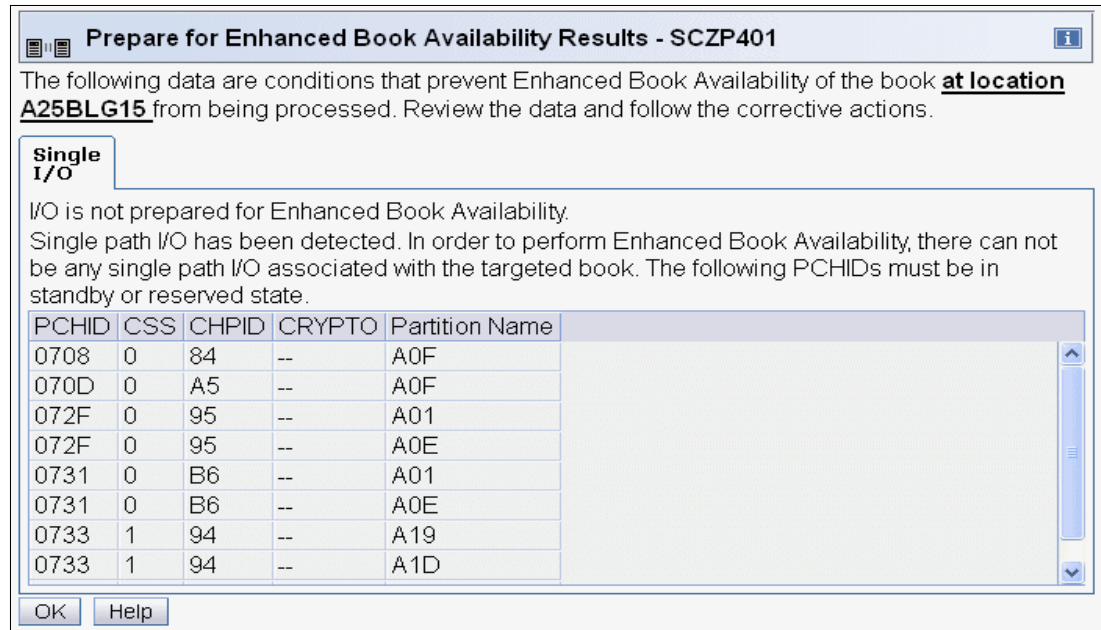 Prepare for Enhanced Book Availability Results - SCZP401
The following data are conditions that prevent Enhanced Book Availability of the book at location
A25BLG15 from being processed. Review the data and follow the corrective actions.
Single
I/O
I/O is not prepared for Enhanced Book Availability.
Single path I/O has been detected. In order to perform Enhanced Book Availability, there can not
be any single path I/O associated with the targeted book. The following PCHIDs must be in
standby or reserved state.
PCHID CSS CHPID CRYPTO Partition Name
0708 0 84 -- A0F
070D 0 A5 -- A0F
072F 0 95 -- A01
072F 0 95 -- A0E
0731 0 B6 -- A01
0731 0 B6 -- A0E
0733 1 94 -- A19
0733 1 94 -- A1D
OK Help